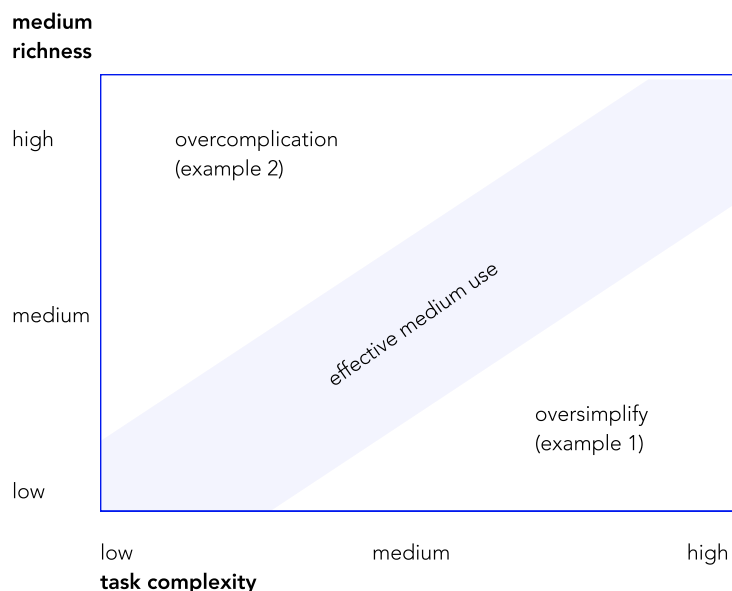 medium
richness
high
overcomplication
(example 2)
medium
effective medium use
oversimplify
(example 1)
low
low
medium
high
task complexity